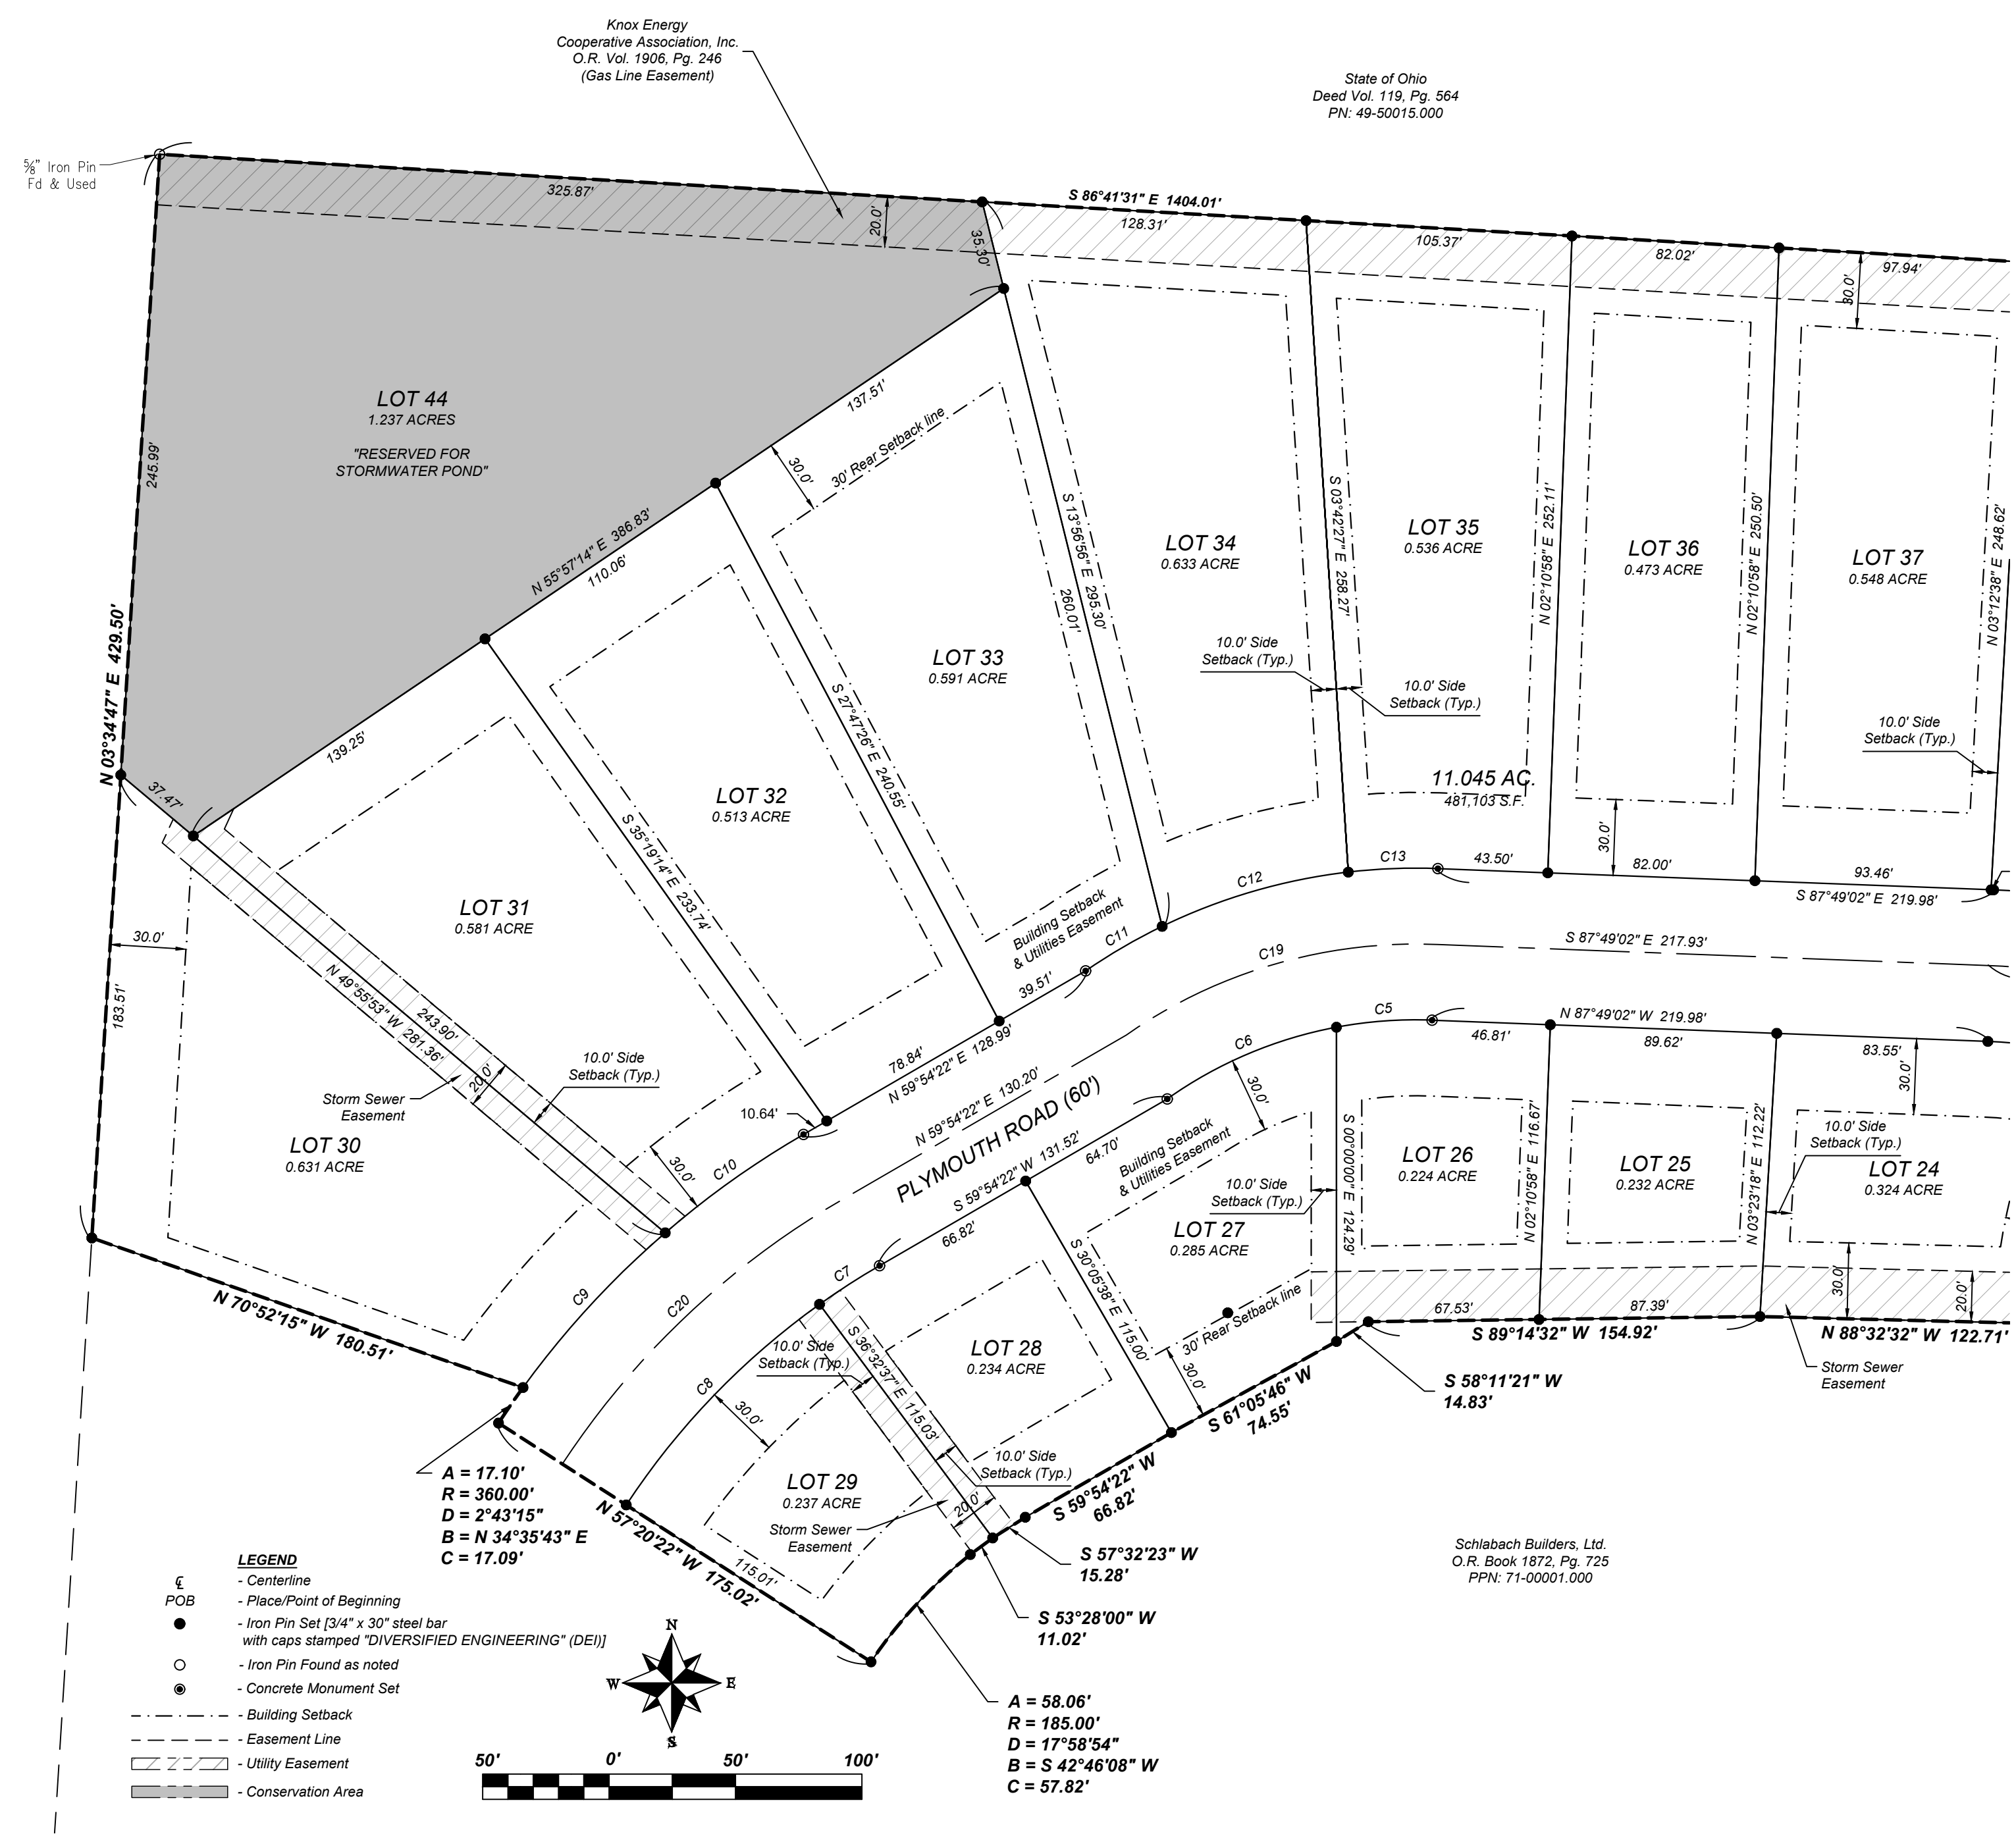 Knox Energy
Cooperative Association, Inc.
O.R. Vol. 1906, Pg. 246
(Gas Line Easement)
State of Ohio
Deed Vol. 119, Pg. 564
PN: 49-50015.000
⅝" Iron Pin
Fd & Used
325.87'
20.0'
35.30'
S 86°41'31" E 1404.01'
128.31'
105.37'
82.02'
97.94'
30.0'
LOT 44
1.237 ACRES
"RESERVED FOR
STORMWATER POND"
245.99'
N 03°34'47" E 429.50'
37.47'
183.51'
30.0'
N 55°57'14" E 386.83'
137.51'
110.06'
139.25'
30.0'
30' Rear Setback line
LOT 34
0.633 ACRE
LOT 35
0.536 ACRE
LOT 36
0.473 ACRE
LOT 37
0.548 ACRE
S 13°56'56" E 295.30'
260.01'
S 03°42'27" E 258.27'
N 02°10'58" E 252.11'
N 02°10'58" E 250.50'
N 03°12'38" E 248.62'
10.0' Side
Setback (Typ.)
10.0' Side
Setback (Typ.)
10.0' Side
Setback (Typ.)
LOT 33
0.591 ACRE
LOT 32
0.513 ACRE
LOT 31
0.581 ACRE
S 27°47'26" E 240.55'
S 35°19'14" E 233.74'
11.045 AC.
481,103 S.F.
30.0'
C13
43.50'
82.00'
93.46'
S 87°49'02" E 219.98'
C12
C11
Building Setback
& Utilities Easement
39.51'
78.84'
N 59°54'22" E 128.99'
10.64'
C10
30.0'
N 49°55'53" W 281.36'
243.90'
20.0'
10.0' Side
Setback (Typ.)
Storm Sewer
Easement
LOT 30
0.631 ACRE
C9
N 70°52'15" W 180.51'
C19
S 87°49'02" E 217.93'
N 59°54'22" E 130.20'
PLYMOUTH ROAD (60')
C20
C5
N 87°49'02" W 219.98'
46.81'
89.62'
83.55'
30.0'
C6
30.0'
S 59°54'22" W 131.52'
64.70'
66.82'
Building Setback
& Utilities Easement
10.0' Side
Setback (Typ.)
S 00°00'00" E 124.29'
LOT 26
0.224 ACRE
N 02°10'58" E 116.67'
LOT 25
0.232 ACRE
N 03°23'18" E 112.22'
10.0' Side
Setback (Typ.)
LOT 24
0.324 ACRE
LOT 27
0.285 ACRE
S 30°05'38" E 115.00'
30' Rear Setback line
30.0'
30.0'
20.0'
67.53'
87.39'
S 89°14'32" W 154.92'
N 88°32'32" W 122.71'
Storm Sewer
Easement
S 58°11'21" W
14.83'
S 61°05'46" W
74.55'
C7
C8
30.0'
10.0' Side
Setback (Typ.)
S 36°32'37" E 115.03'
LOT 28
0.234 ACRE
10.0' Side
Setback (Typ.)
LOT 29
0.237 ACRE
20.0'
Storm Sewer
Easement
S 59°54'22" W
66.82'
S 57°32'23" W
15.28'
S 53°28'00" W
11.02'
N 57°20'22" W 175.02'
115.01'
A = 17.10'
R = 360.00'
D = 2°43'15"
B = N 34°35'43" E
C = 17.09'
A = 58.06'
R = 185.00'
D = 17°58'54"
B = S 42°46'08" W
C = 57.82'
Schlabach Builders, Ltd.
O.R. Book 1872, Pg. 725
PPN: 71-00001.000
LEGEND
℄ - Centerline
POB - Place/Point of Beginning
- Iron Pin Set [3/4" x 30" steel bar
with caps stamped "DIVERSIFIED ENGINEERING" (DEI)]
- Iron Pin Found as noted
- Concrete Monument Set
- Building Setback
- Easement Line
- Utility Easement
- Conservation Area
N
W E
S
50' 0' 50' 100'